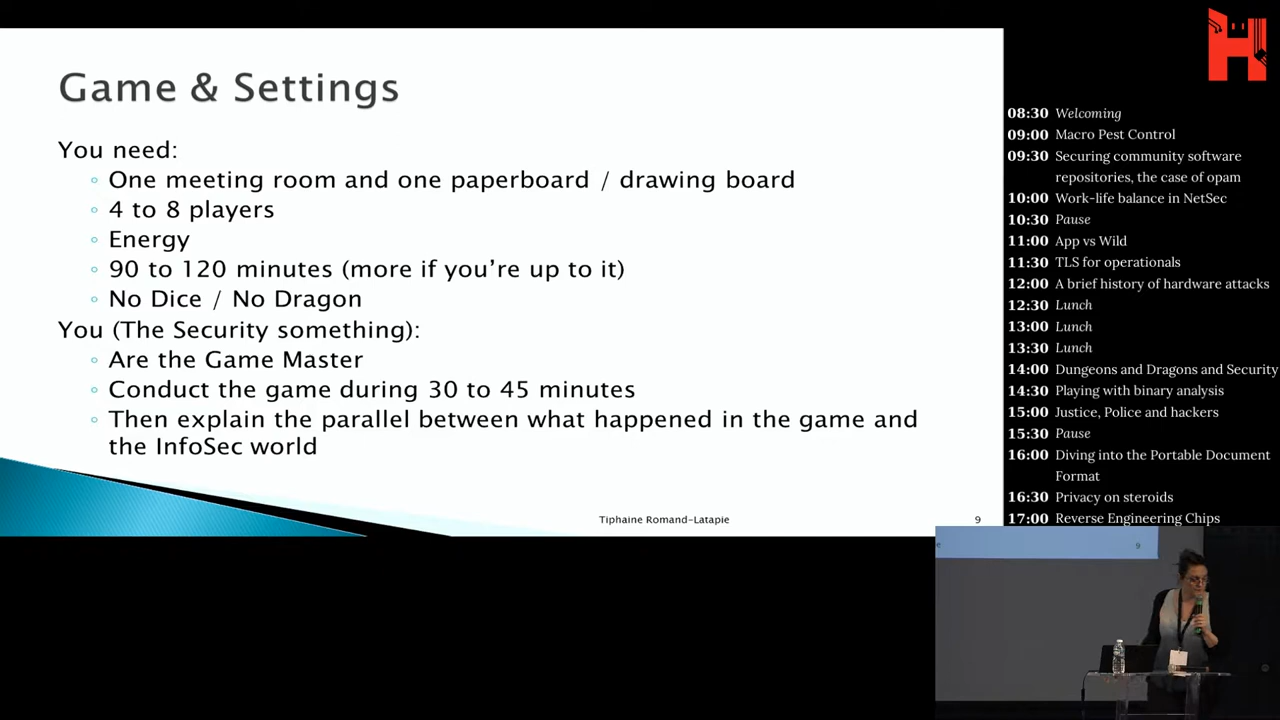 Game & Settings
You need:
One meeting room and one paperboard / drawing board
4 to 8 players
Energy
90 to 120 minutes (more if you're up to it)
No Dice / No Dragon
You (The Security something):
Are the Game Master
Conduct the game during 30 to 45 minutes
Then explain the parallel between what happened in the game and
the InfoSec world
Tiphaine Romand-Latapie
9
H
08:30 Welcoming
09:00 Macro Pest Control
09:30 Securing community software
repositories, the case of opam
10:00 Work-life balance in NetSec
10:30 Pause
11:00 App vs Wild
11:30 TLS for operationals
12:00 A brief history of hardware attacks
12:30 Lunch
13:00 Lunch
13:30 Lunch
14:00 Dungeons and Dragons and Security
14:30 Playing with binary analysis
15:00 Justice, Police and hackers
15:30 Pause
16:00 Diving into the Portable Document
Format
16:30 Privacy on steroids
17:00 Reverse Engineering Chips
e
9